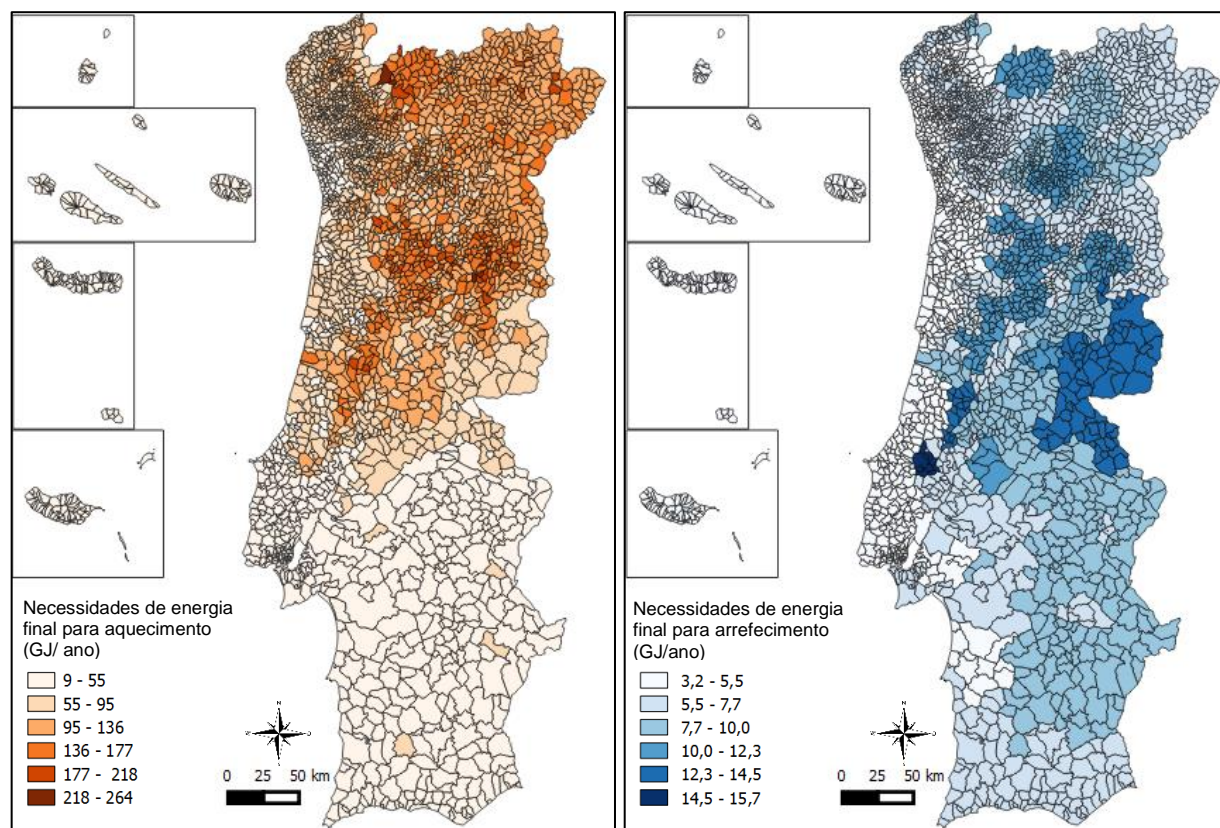 Necessidades de energia
final para aquecimento
(GJ/ ano)
9 - 55
55 - 95
95 - 136
136 - 177
177 - 218
218 - 264
N
W E
S
0 25 50 km
Necessidades de energia
final para arrefecimento
(GJ/ano)
3,2 - 5,5
5,5 - 7,7
7,7 - 10,0
10,0 - 12,3
12,3 - 14,5
14,5 - 15,7
N
W E
S
0 25 50 km